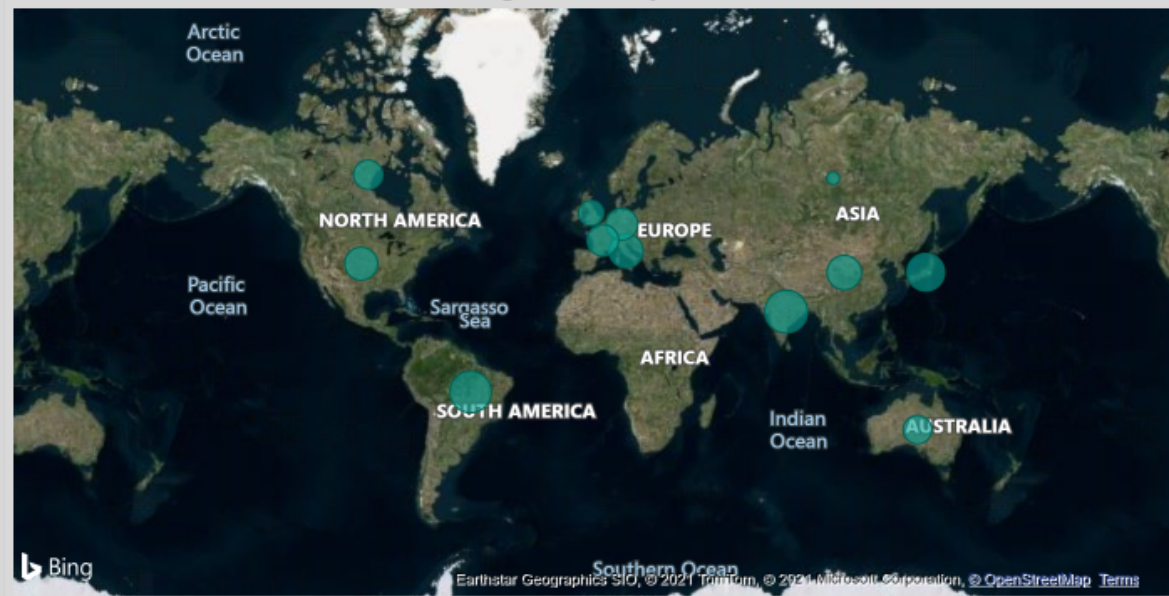 Arctic
Ocean
NORTH AMERICA
ASIA
EUROPE
Pacific
Ocean
Sargasso
Sea
AFRICA
SOUTH AMERICA
Indian
Ocean
AUSTRALIA
Bing
Southern Ocean
Earthstar Geographics SIO, © 2021 TomTom, © 2021 Microsoft Corporation, © OpenStreetMap Terms